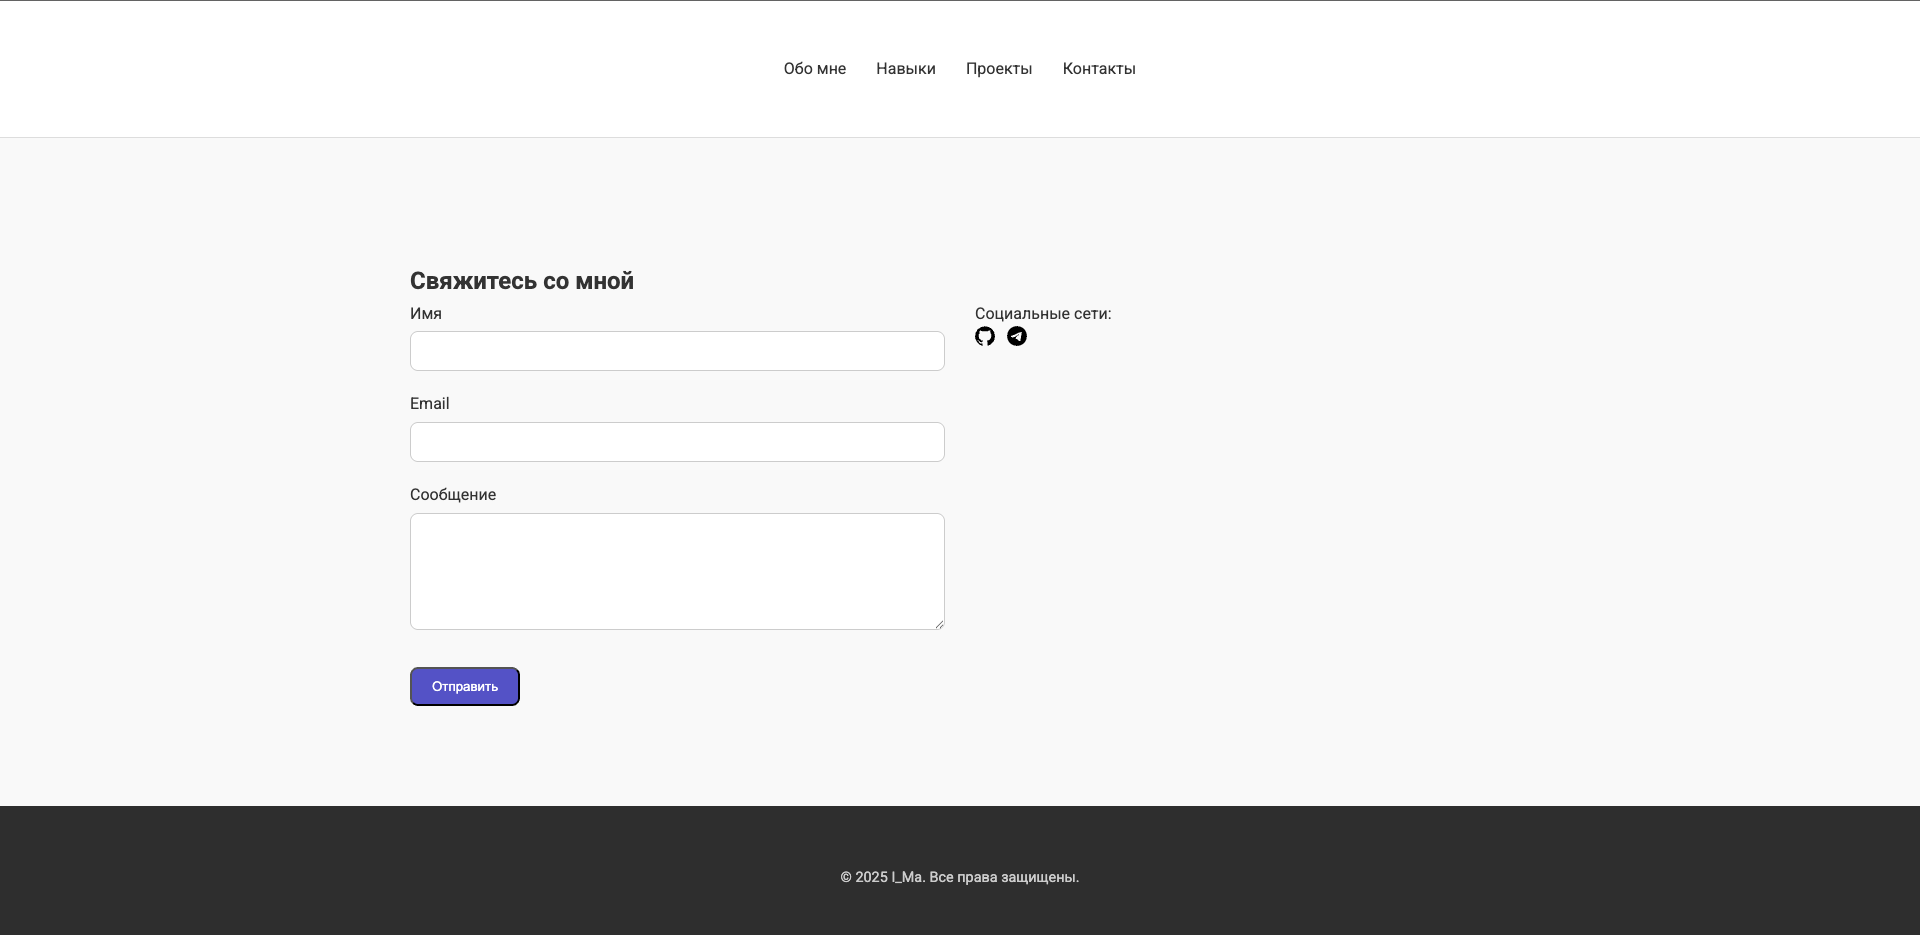 Обо мне Навыки Проекты Контакты
Свяжитесь со мной
Имя
Социальные сети:
Email
Сообщение
Отправить
© 2025 I_Ma. Все права защищены.